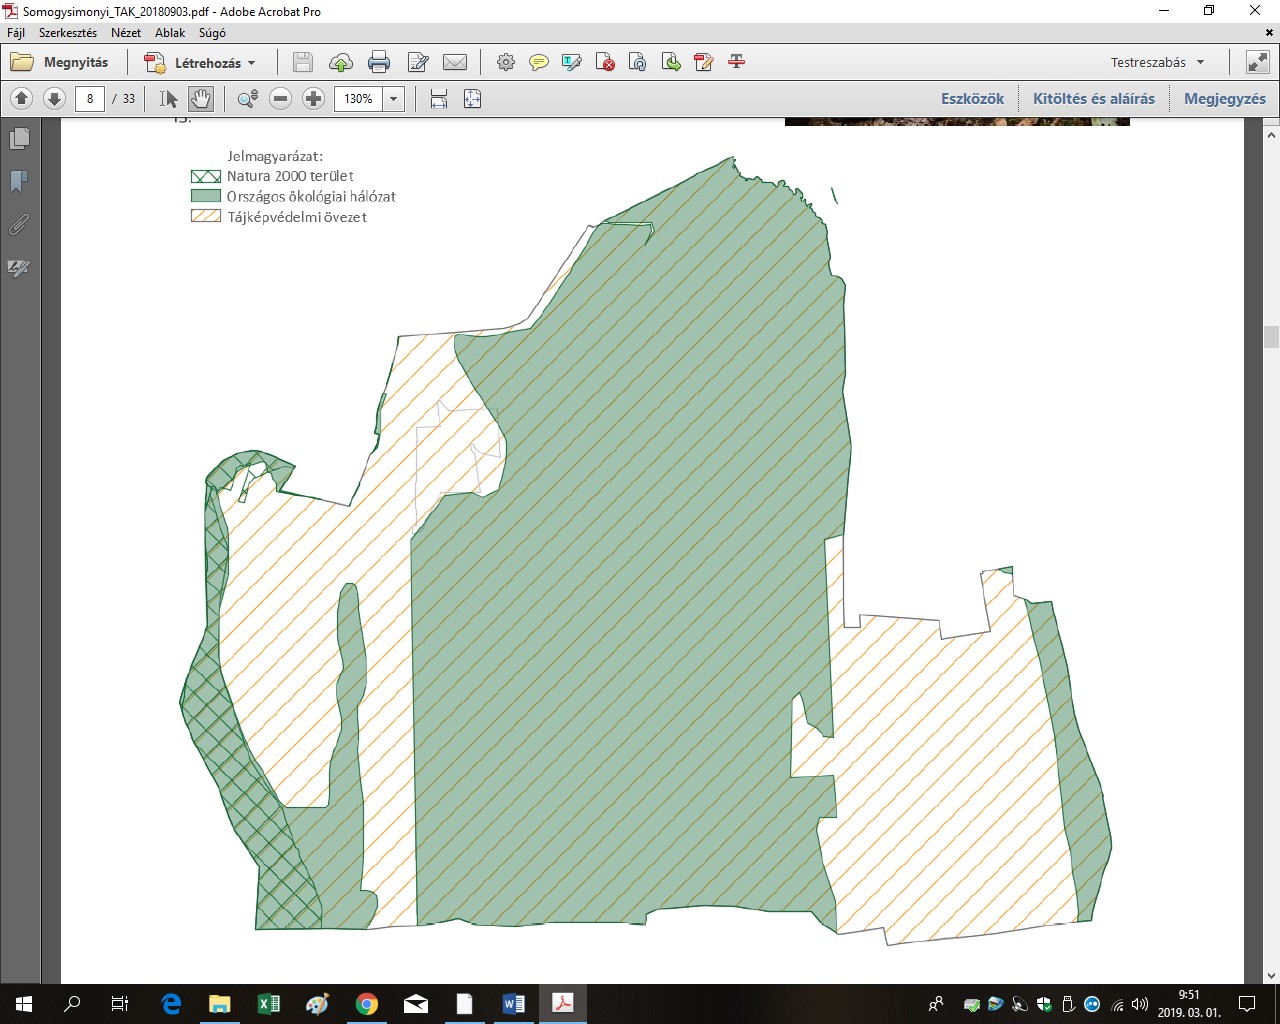 Somogysimonyi_TAK_20180903.pdf - Adobe Acrobat Pro
Fájl Szerkesztés Nézet Ablak Súgó
Megnyitás Létrehozás Testreszabás
8 / 33 130% Eszközök Kitöltés és aláírás Megjegyzés
Jelmagyarázat:
Natura 2000 terület
Országos ökológiai hálózat
Tájképvédelmi övezet
9:51
2019. 03. 01.